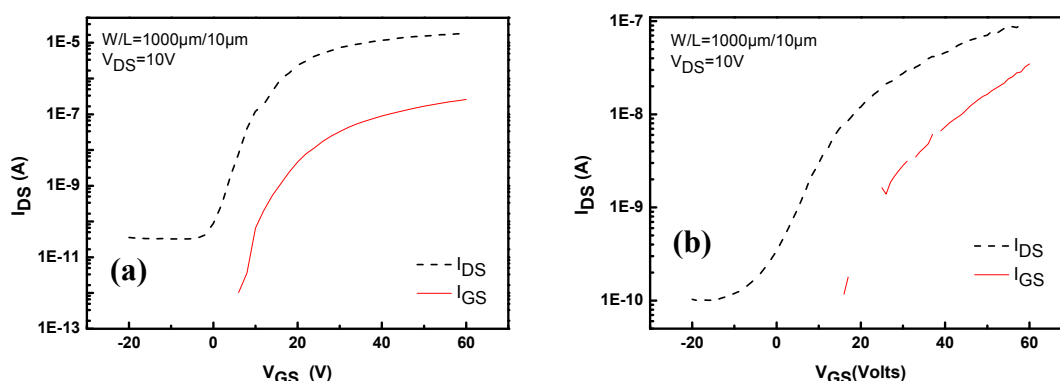 W/L=1000µm/10µm
V_DS=10V
1E-5
1E-7
1E-9
1E-11
1E-13
I_DS (A)
(a)
I_DS
I_GS
-20 0 20 40 60
V_GS (V)
1E-7
1E-8
1E-9
1E-10
I_DS (A)
W/L=1000µm/10µm
V_DS=10V
(b)
I_DS
I_GS
-20 0 20 40 60
V_GS(Volts)